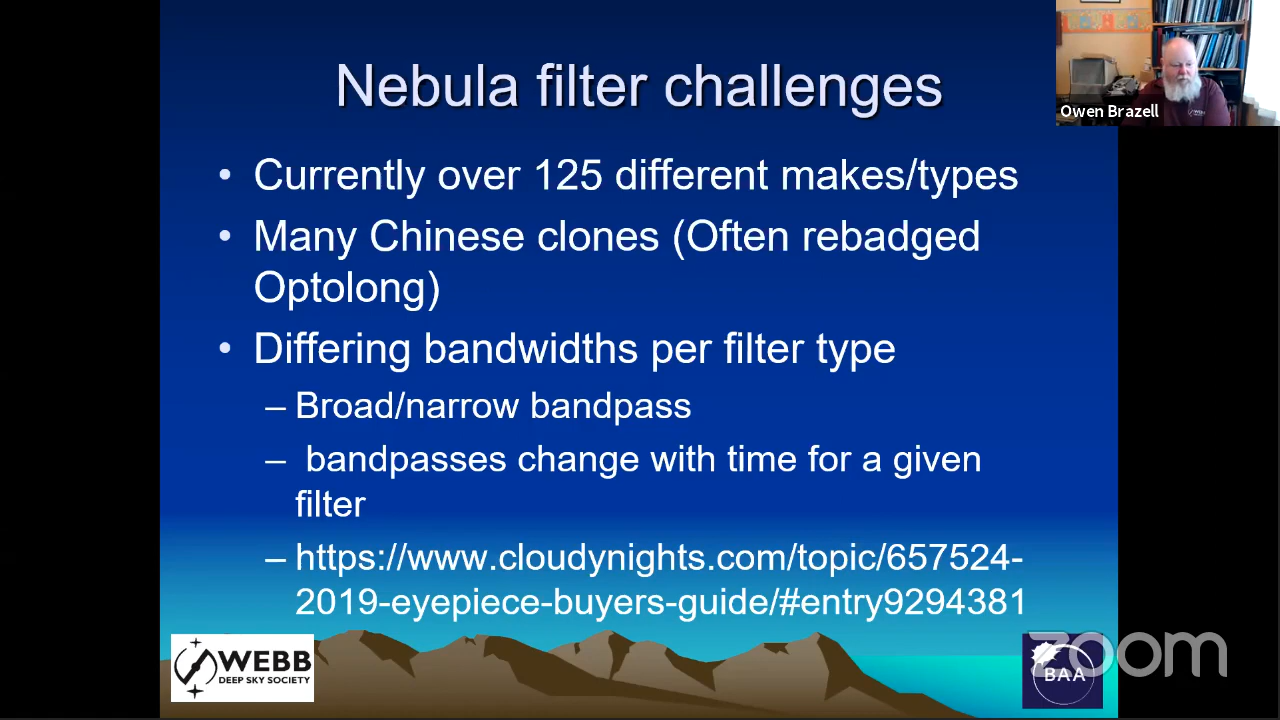 Nebula filter challenges
Owen Brazell
• Currently over 125 different makes/types
• Many Chinese clones (Often rebadged
Optolong)
• Differing bandwidths per filter type
– Broad/narrow bandpass
– bandpasses change with time for a given
filter
– https://www.cloudynights.com/topic/657524-
2019-eyepiece-buyers-guide/#entry9294381
WEBB
DEEP SKY SOCIETY
BAA
zoom